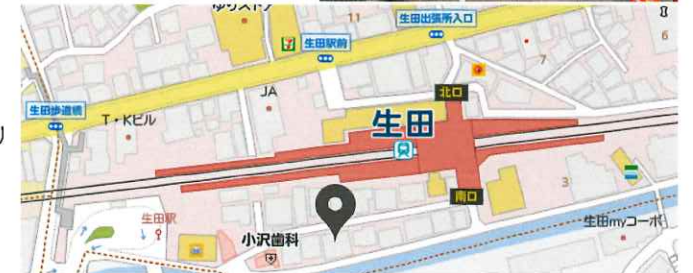 ゆりストア
11
生田出張所入口
6
生田駅前
7
JA
北口
生田歩道橋
T・Kビル
り
生田
3
南口
生田駅
生田myコーポ
小沢歯科